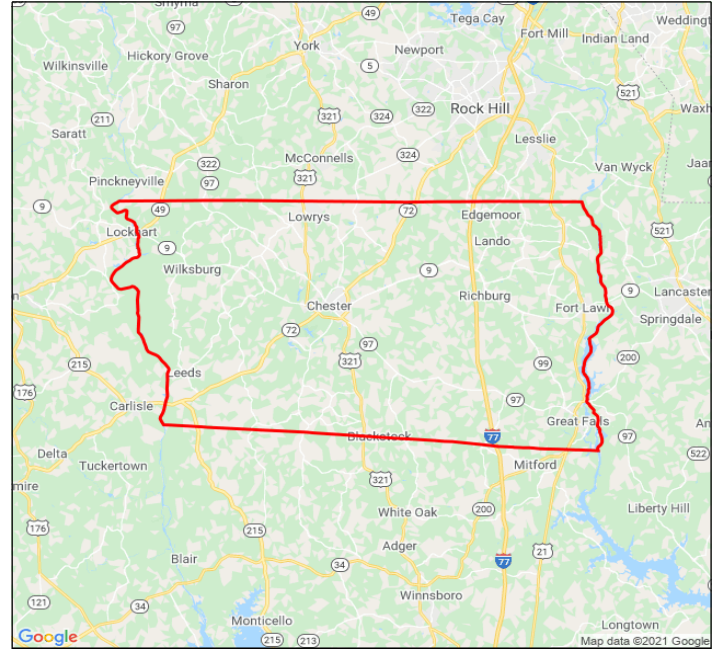 Smyrna
49
Tega Cay
Weddingt
97
Fort Mill
Indian Land
York
Newport
Hickory Grove
Wilkinsville
5
Sharon
521
Rock Hill
322
321
324
211
Waxh
Saratt
Lesslie
McConnells
324
322
Van Wyck
Jaar
321
Pinckneyville
97
9
49
Lowrys
72
Edgemoor
521
Lockhart
Lando
9
Wilksburg
9
9
Richburg
Lancaster
Chester
Fort Lawn
Springdale
72
97
200
215
321
99
Leeds
176
97
Carlisle
Great Falls
Blackstock
77
97
Delta
Mitford
522
Tuckertown
mire
321
Liberty Hill
White Oak
200
176
215
Adger
21
Blair
34
77
121
34
Winnsboro
Monticello
Longtown
215
213
Google
Map data ©2021 Google